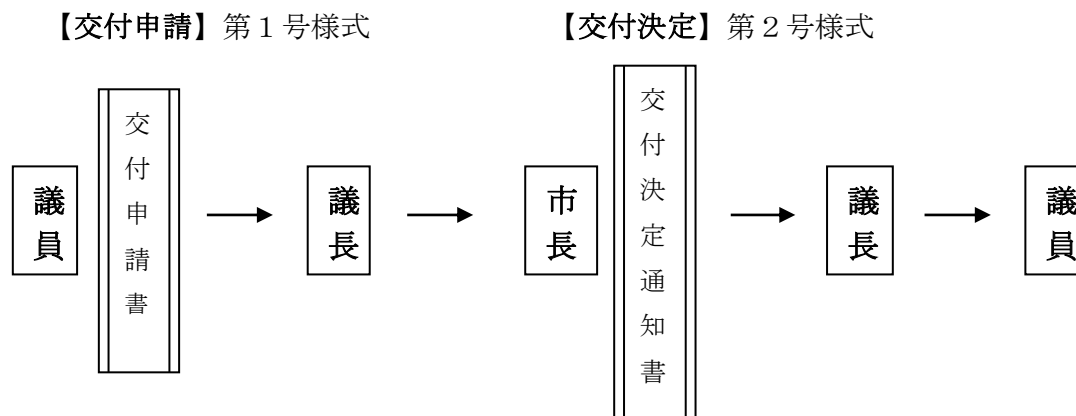 【交付申請】第１号様式
【交付決定】第２号様式
議員
交付申請書
議長
市長
交付決定通知書
議長
議員